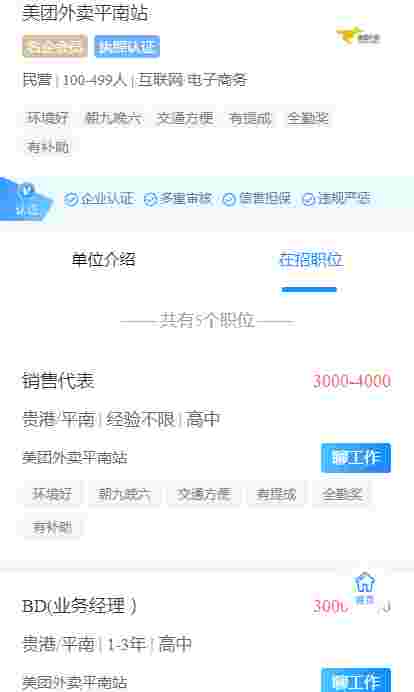 美团外卖平南站
名企会员 执照认证
民营 | 100-499人 | 互联网·电子商务
环境好 朝九晚六 交通方便 有提成 全勤奖
有补助
认证 企业认证 多重审核 信誉担保 违规严惩
单位介绍 在招职位
共有5个职位
销售代表 3000-4000
贵港/平南 | 经验不限 | 高中
美团外卖平南站 聊工作
环境好 朝九晚六 交通方便 有提成 全勤奖
有补助
首页
BD(业务经理) 3000
贵港/平南 | 1-3年 | 高中
美团外卖平南站 聊工作